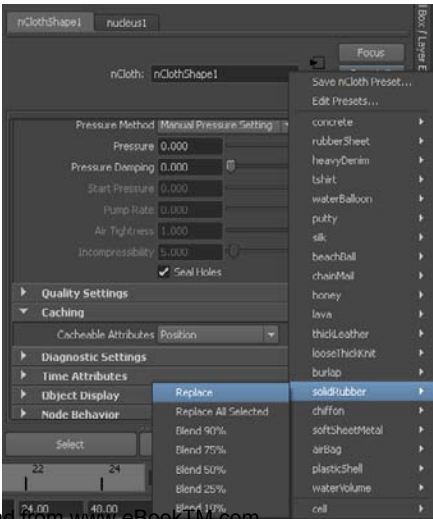 nClothShape1 nucleus1
Focus
nCloth: nClothShape1
Box / Layer E
Save nCloth Preset...
Edit Presets...
Pressure Method Manual Pressure Setting
Pressure 0.000
Pressure Damping 0.000
Start Pressure 0.000
Pump Rate 0.000
Air Tightness 1.000
Incompressibility 5.000
Seal Holes
Quality Settings
Caching
Cacheable Attributes Position
Diagnostic Settings
Time Attributes
Object Display
Node Behavior
concrete
rubberSheet
heavyDenim
tshirt
waterBalloon
putty
silk
beachBall
chainMail
honey
lava
thickLeather
looseThickKnit
burlap
solidRubber
chiffon
softSheetMetal
airBag
plasticShell
waterVolume
cell
Replace
Replace All Selected
Blend 90%
Blend 75%
Blend 50%
Blend 25%
Blend 10%
Select
22 24
24.00 40.00
from www.eBookTM.com